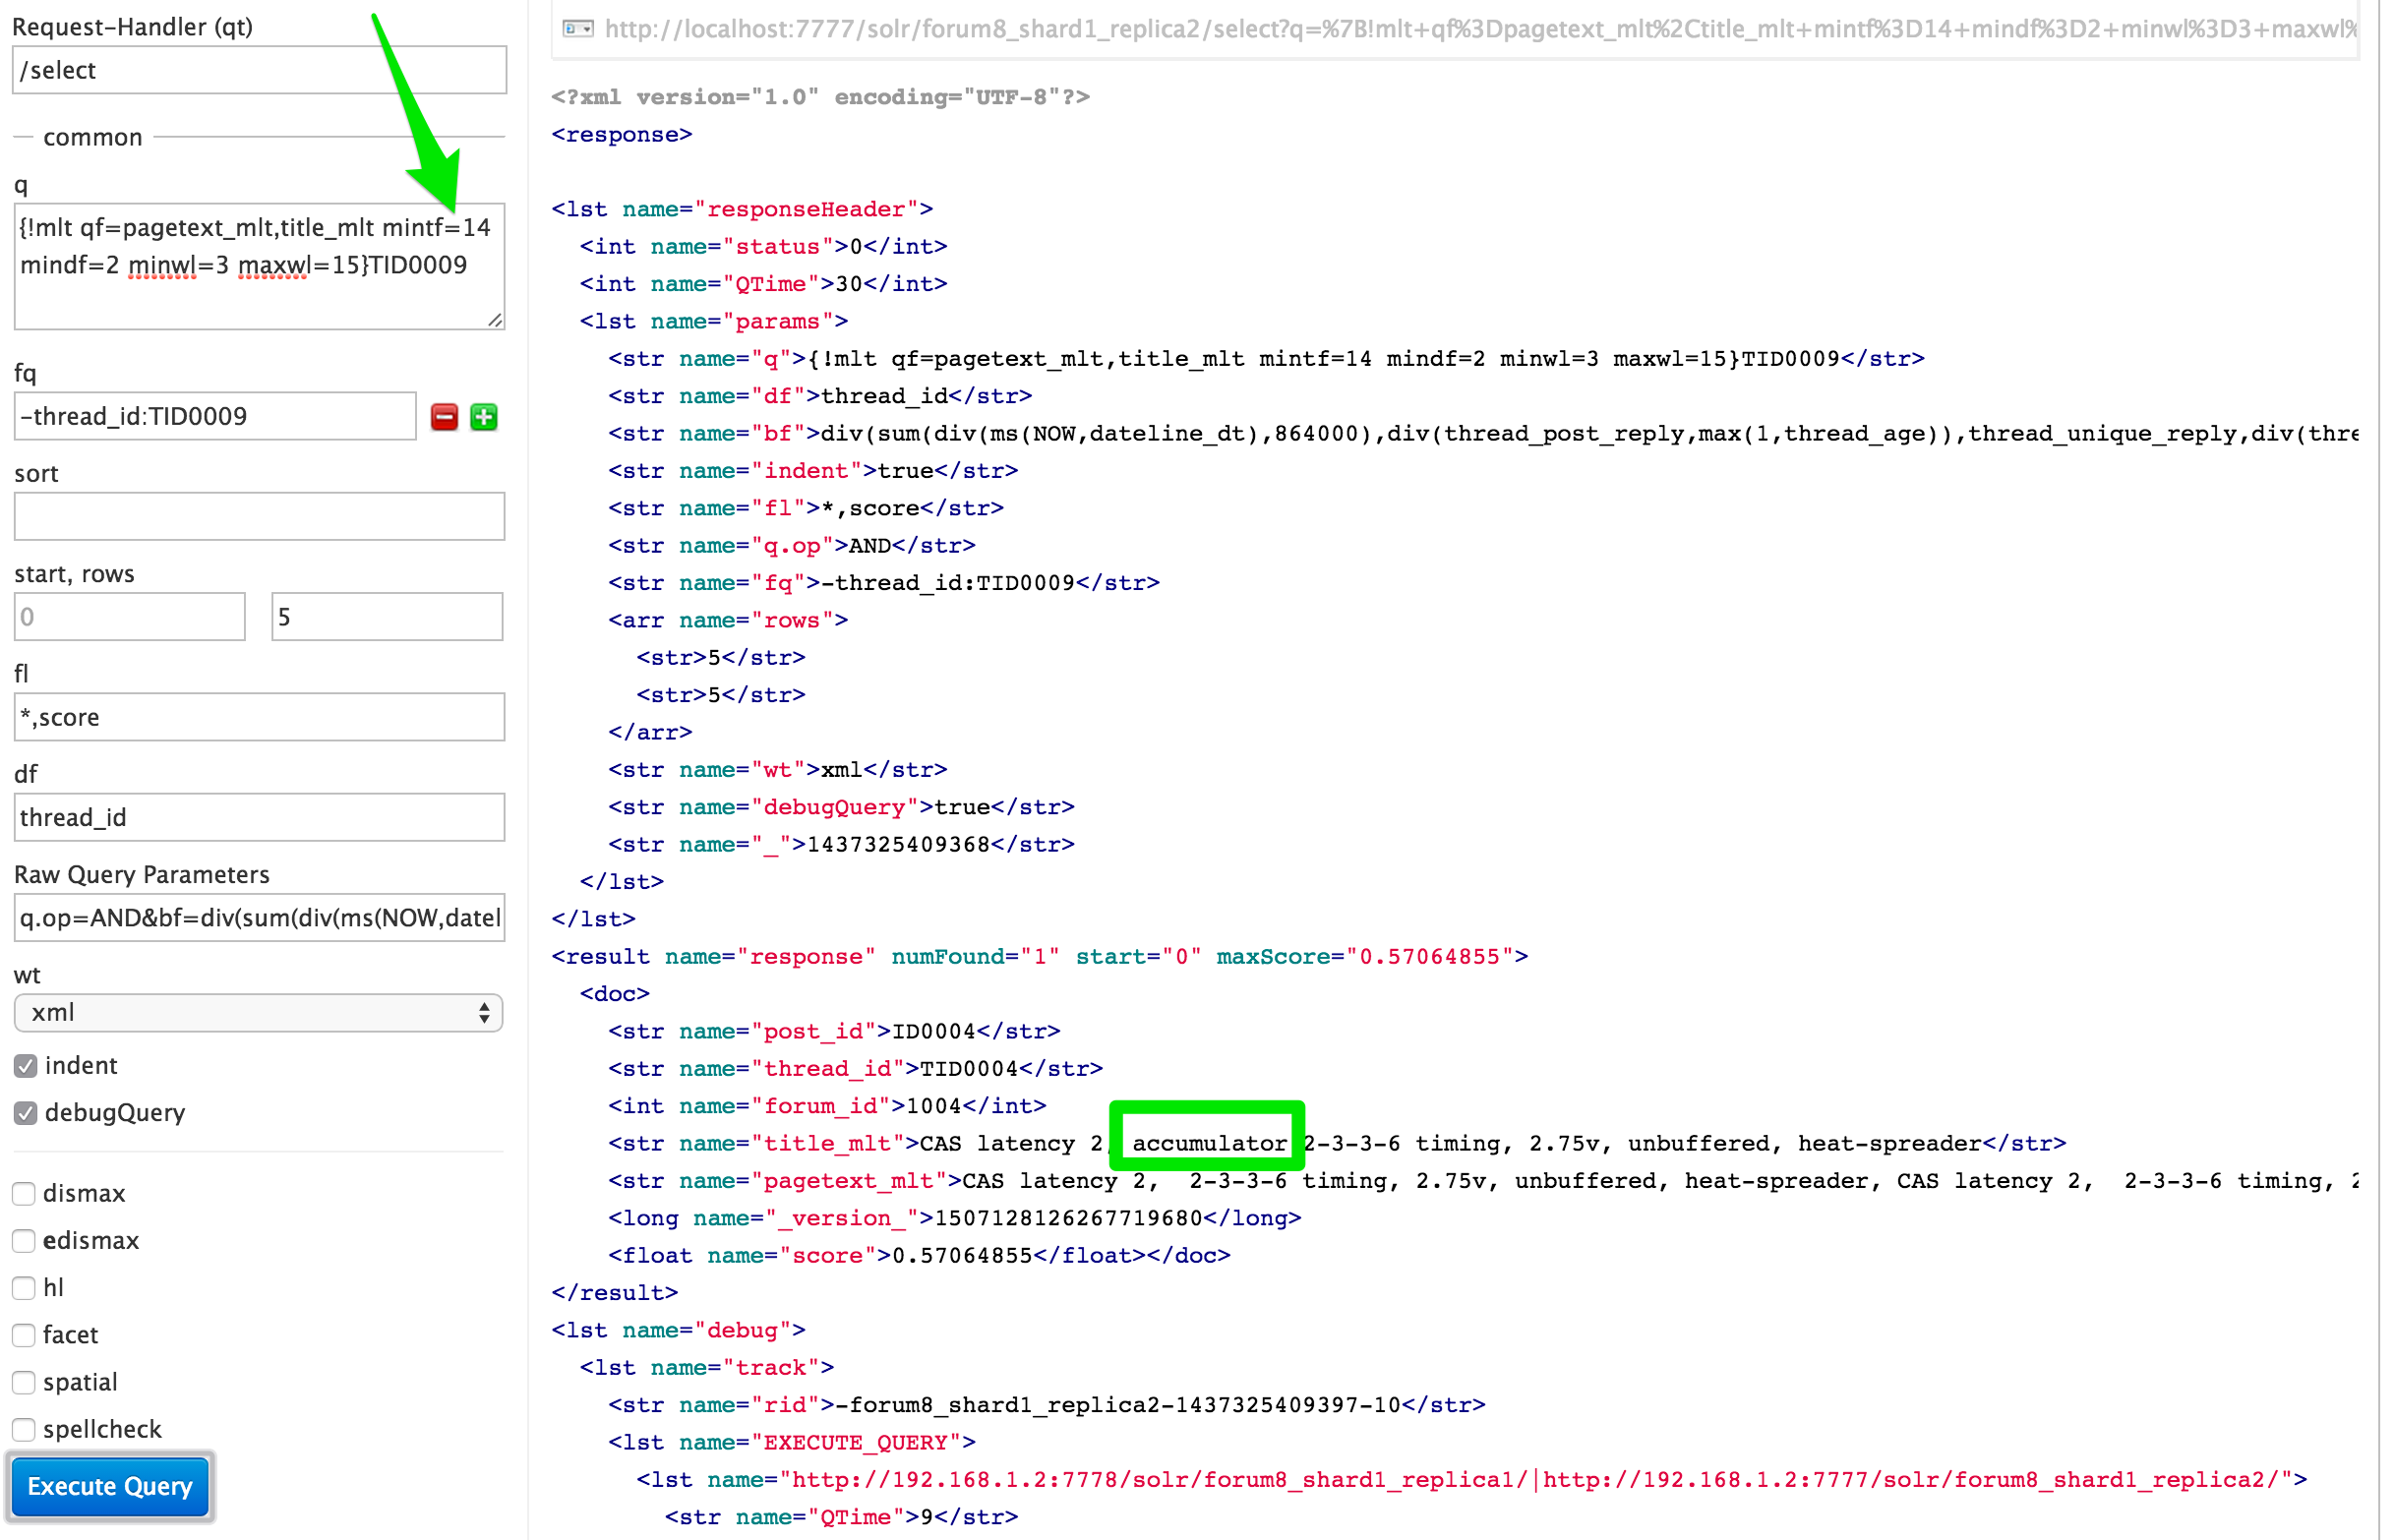 Request-Handler (qt)
/select
common
q
{!mlt qf=pagetext_mlt,title_mlt mintf=14
mindf=2 minwl=3 maxwl=15}TID0009
fq
-thread_id:TID0009
sort
start, rows
0
5
fl
*,score
df
thread_id
Raw Query Parameters
q.op=AND&bf=div(sum(div(ms(NOW,datel
wt
xml
indent
debugQuery
dismax
edismax
hl
facet
spatial
spellcheck
Execute Query
http://localhost:7777/solr/forum8_shard1_replica2/select?q=%7B!mlt+qf%3Dpagetext_mlt%2Ctitle_mlt+mintf%3D14+mindf%3D2+minwl%3D3+maxwl%
<?xml version="1.0" encoding="UTF-8"?>
<response>
<lst name="responseHeader">
<int name="status">0</int>
<int name="QTime">30</int>
<lst name="params">
<str name="q">{!mlt qf=pagetext_mlt,title_mlt mintf=14 mindf=2 minwl=3 maxwl=15}TID0009</str>
<str name="df">thread_id</str>
<str name="bf">div(sum(div(ms(NOW,dateline_dt),864000),div(thread_post_reply,max(1,thread_age)),thread_unique_reply,div(thre
<str name="indent">true</str>
<str name="fl">*,score</str>
<str name="q.op">AND</str>
<str name="fq">-thread_id:TID0009</str>
<arr name="rows">
<str>5</str>
<str>5</str>
</arr>
<str name="wt">xml</str>
<str name="debugQuery">true</str>
<str name="_">1437325409368</str>
</lst>
</lst>
<result name="response" numFound="1" start="0" maxScore="0.57064855">
<doc>
<str name="post_id">ID0004</str>
<str name="thread_id">TID0004</str>
<int name="forum_id">1004</int>
<str name="title_mlt">CAS latency 2, accumulator 2-3-3-6 timing, 2.75v, unbuffered, heat-spreader</str>
<str name="pagetext_mlt">CAS latency 2,  2-3-3-6 timing, 2.75v, unbuffered, heat-spreader, CAS latency 2,  2-3-3-6 timing, 2
<long name="_version_">1507128126267719680</long>
<float name="score">0.57064855</float></doc>
</result>
<lst name="debug">
<lst name="track">
<str name="rid">-forum8_shard1_replica2-1437325409397-10</str>
<lst name="EXECUTE_QUERY">
<lst name="http://192.168.1.2:7778/solr/forum8_shard1_replica1/|http://192.168.1.2:7777/solr/forum8_shard1_replica2/">
<str name="QTime">9</str>